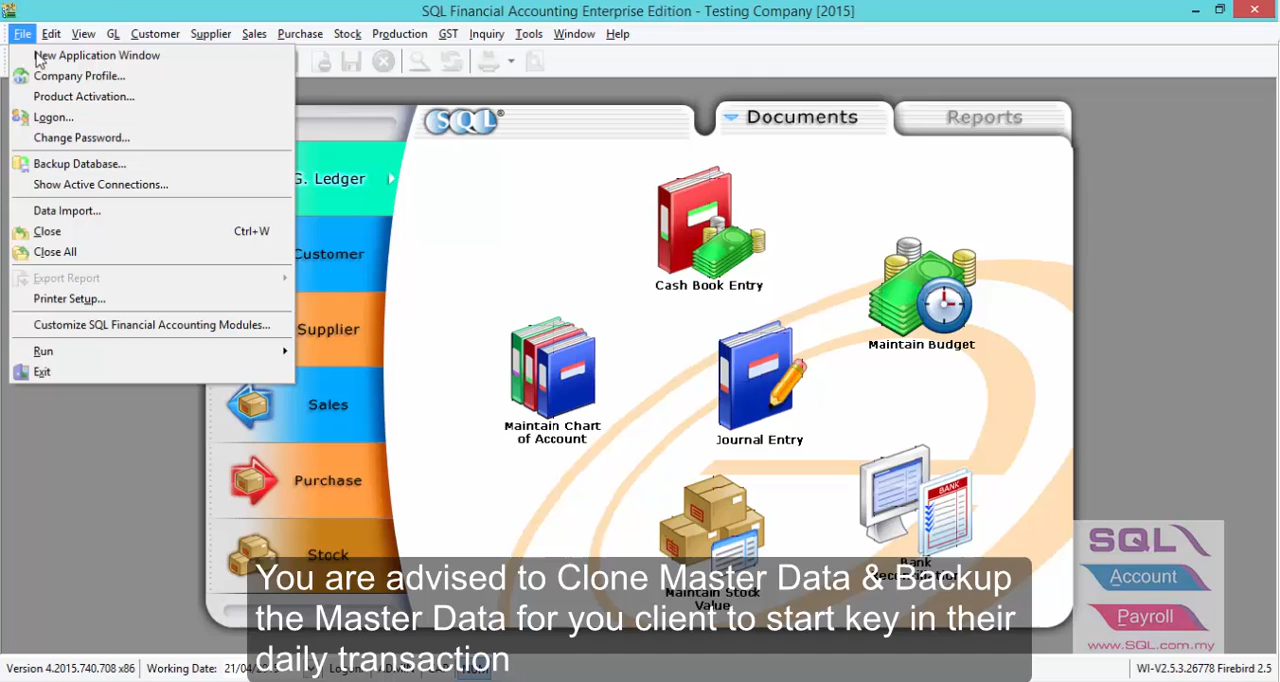 SQL Financial Accounting Enterprise Edition - Testing Company [2015]
File Edit View GL Customer Supplier Sales Purchase Stock Production GST Inquiry Tools Window Help
New Application Window
Company Profile...
Product Activation...
Logon...
Change Password...
Backup Database...
Show Active Connections...
Data Import...
Close Ctrl+W
Close All
Export Report
Printer Setup...
Customize SQL Financial Accounting Modules...
Run
Exit
SQL®
Documents
Reports
G. Ledger
Customer
Supplier
Sales
Purchase
Stock
Cash Book Entry
Maintain Budget
Maintain Chart
of Account
Journal Entry
BANK
Bank
Maintain Stock
Value
You are advised to Clone Master Data & Backup
the Master Data for you client to start key in their
daily transaction
SQL
Account
Payroll
www.SQL.com.my
Version 4.2015.740.708 x86
Working Date:
WI-V2.5.3.26778 Firebird 2.5